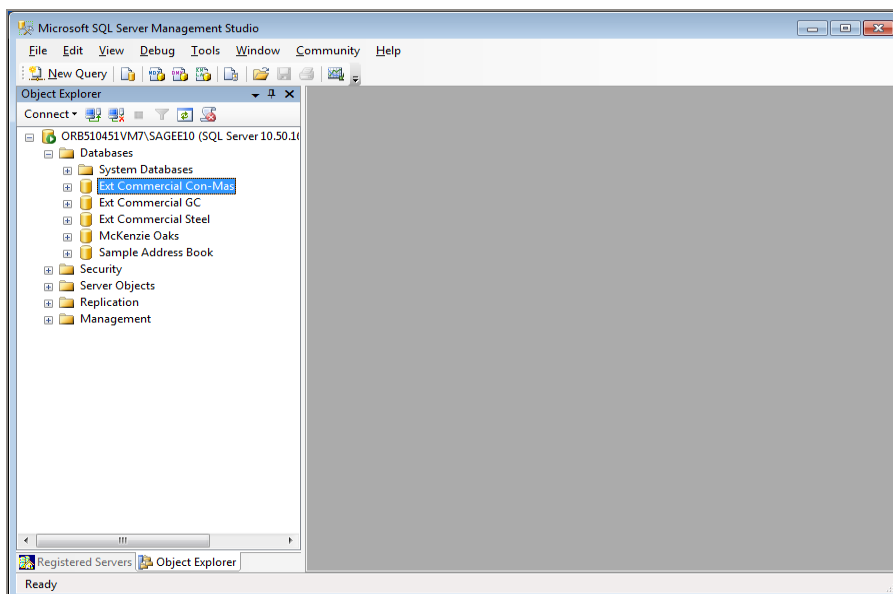 Microsoft SQL Server Management Studio
File Edit View Debug Tools Window Community Help
New Query
Object Explorer
Connect
ORB510451VM7\SAGEE10 (SQL Server 10.50.16
Databases
System Databases
Ext Commercial Con-Mas
Ext Commercial GC
Ext Commercial Steel
McKenzie Oaks
Sample Address Book
Security
Server Objects
Replication
Management
Registered Servers Object Explorer
Ready